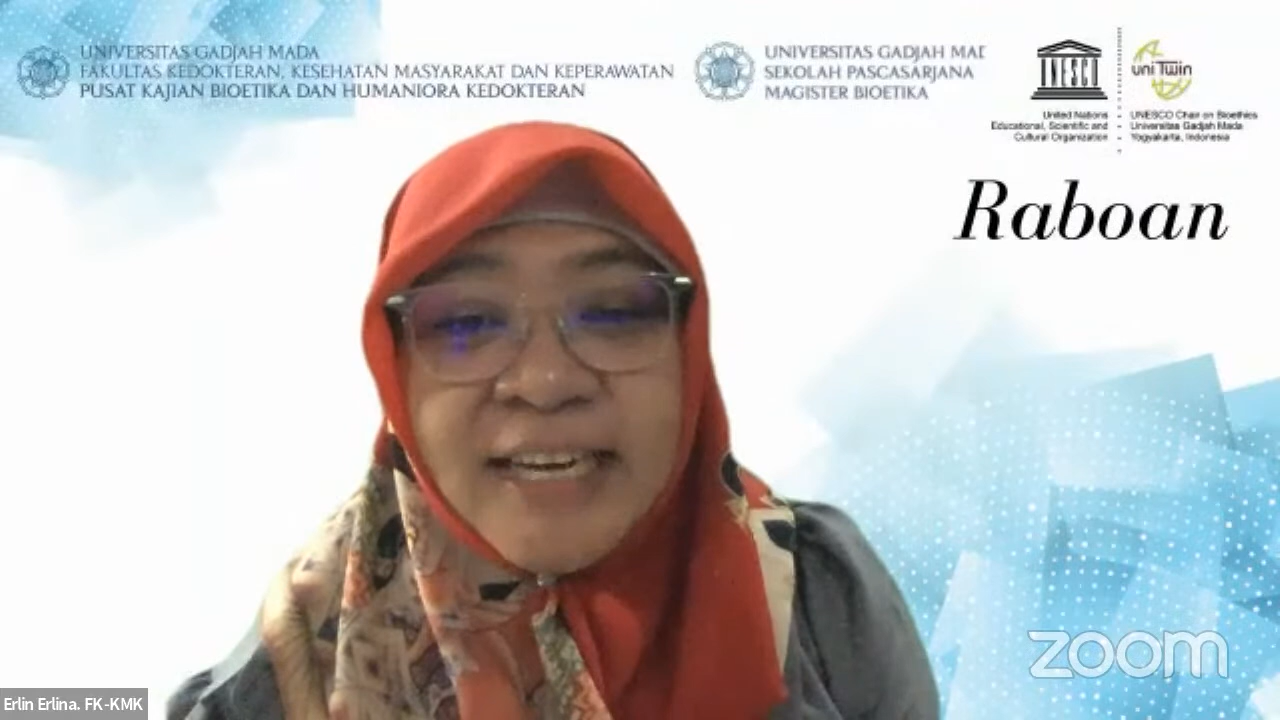 UNIVERSITAS GADJAH MADA
FAKULTAS KEDOKTERAN, KESEHATAN MASYARAKAT DAN KEPERAWATAN
PUSAT KAJIAN BIOETIKA DAN HUMANIORA KEDOKTERAN
UNIVERSITAS GADJAH MAD
SEKOLAH PASCASARJANA
MAGISTER BIOETIKA
UNESCO
United Nations
Educational, Scientific and
Cultural Organization
uniTwin
UNESCO Chair on Bioethics
Universitas Gadjah Mada
Yogyakarta, Indonesia
Raboan
zoom
Erlin Erlina. FK-KMK